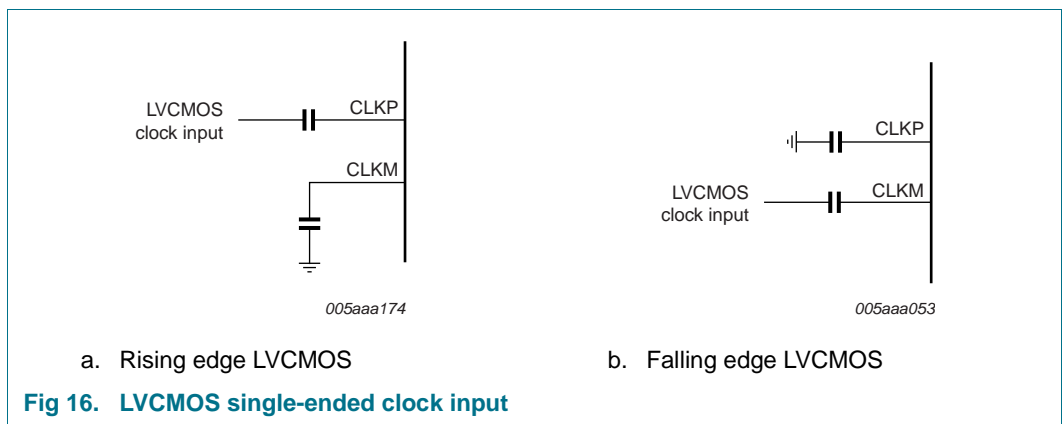 LVCMOS
clock input
CLKP
CLKM
005aaa174
a. Rising edge LVCMOS
CLKP
LVCMOS
clock input
CLKM
005aaa053
b. Falling edge LVCMOS
Fig 16. LVCMOS single-ended clock input